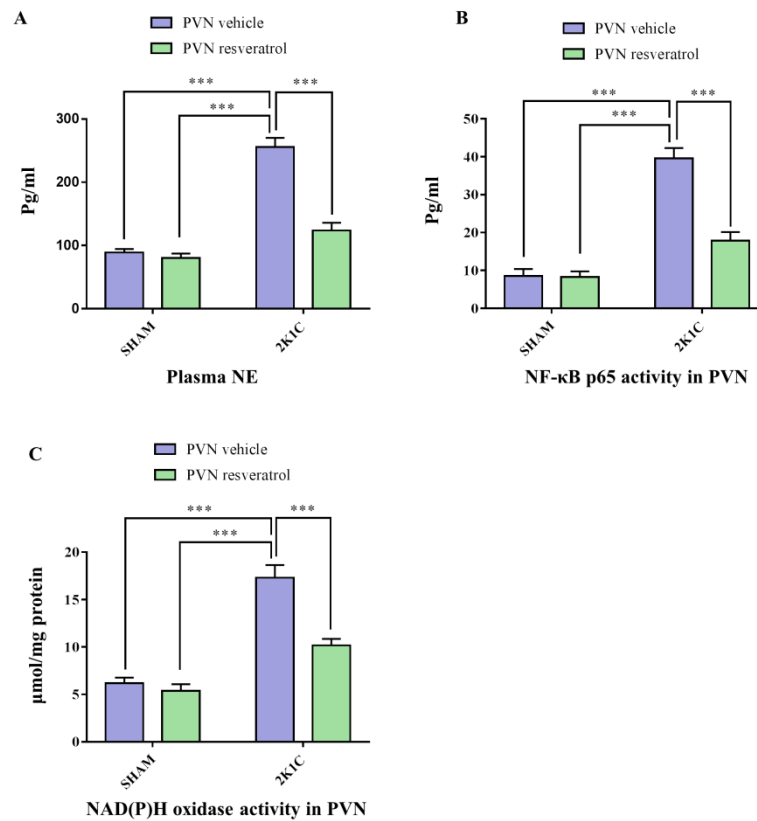 A
PVN vehicle
PVN resveratrol
***
***
***
300
200
100
0
Pg/ml
SHAM
2K1C
Plasma NE
B
PVN vehicle
PVN resveratrol
***
***
***
50
40
30
20
10
0
Pg/ml
SHAM
2K1C
NF-κB p65 activity in PVN
C
PVN vehicle
PVN resveratrol
***
***
***
20
15
10
5
0
μmol/mg protein
SHAM
2K1C
NAD(P)H oxidase activity in PVN